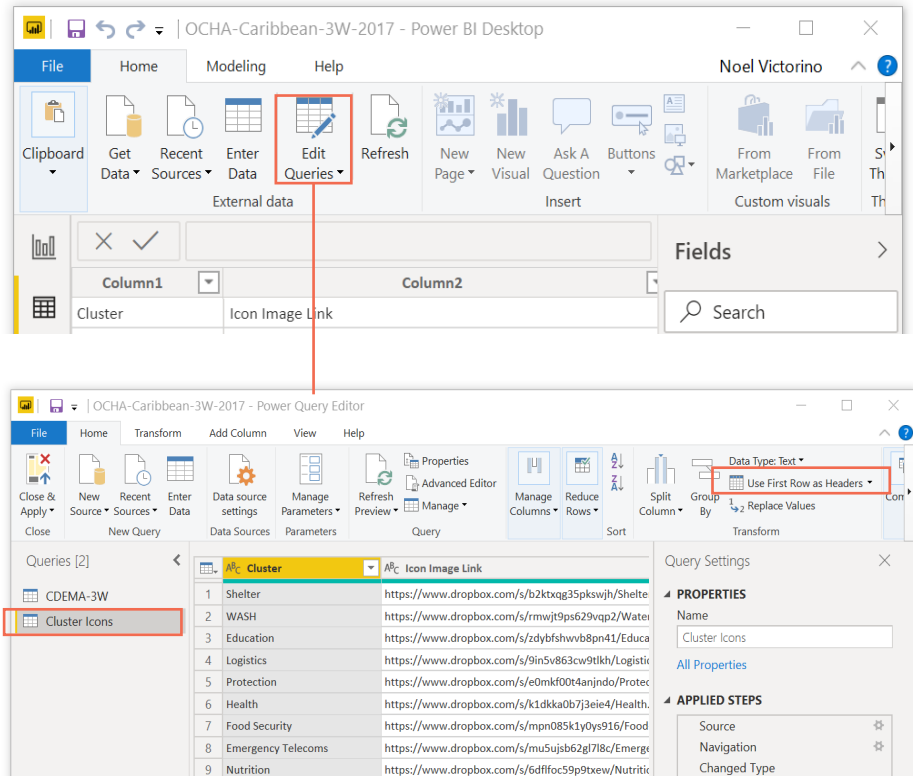 OCHA-Caribbean-3W-2017 - Power BI Desktop
File Home Modeling Help Noel Victorino ?
Clipboard
Get Data
Recent Sources
Enter Data
Edit Queries
Refresh
New Page
New Visual
Ask A Question
Buttons
From Marketplace
From File
External data Insert Custom visuals
Fields
Column1 Column2
Search
Cluster Icon Image Link
OCHA-Caribbean-3W-2017 - Power Query Editor
File Home Transform Add Column View Help ?
Close & Apply
New Source
Recent Sources
Enter Data
Data source settings
Manage Parameters
Refresh Preview
Properties
Advanced Editor
Manage
Manage Columns
Reduce Rows
Split Column
Group By
Data Type: Text
Use First Row as Headers
Replace Values
Close New Query Data Sources Parameters Query Sort Transform
Queries [2]
CDEMA-3W
Cluster Icons
ABC Cluster ABC Icon Image Link
1 Shelter https://www.dropbox.com/s/b2ktxqg35pkswjh/Shelte
2 WASH https://www.dropbox.com/s/rmwjt9ps629vqp2/Water
3 Education https://www.dropbox.com/s/zdybfshwvb8pn41/Educa
4 Logistics https://www.dropbox.com/s/9in5v863cw9tlkh/Logistic
5 Protection https://www.dropbox.com/s/e0mkf00t4anjndo/Protec
6 Health https://www.dropbox.com/s/k1dkka0b7j3eie4/Health.
7 Food Security https://www.dropbox.com/s/mpn085k1y0ys916/Food
8 Emergency Telecoms https://www.dropbox.com/s/mu5ujsb62gl7l8c/Emerge
9 Nutrition https://www.dropbox.com/s/6dflfoc59p9txew/Nutritic
Query Settings
PROPERTIES
Name
Cluster Icons
All Properties
APPLIED STEPS
Source
Navigation
Changed Type